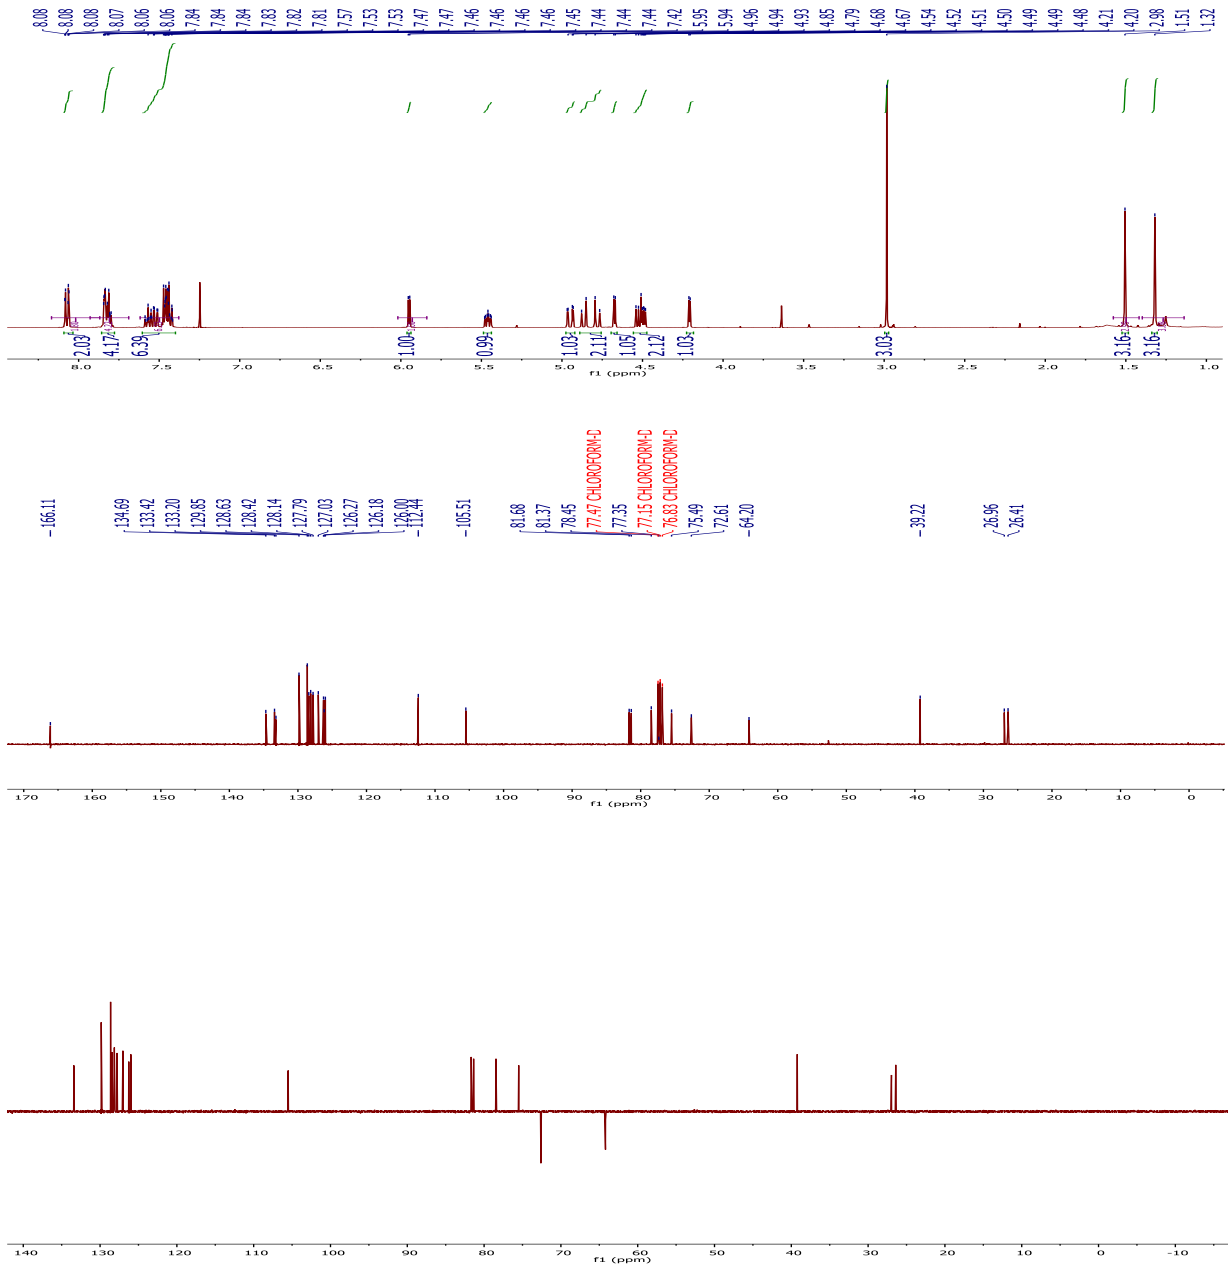 8.08 8.08 8.08 8.07 8.06 8.06 7.84 7.84 7.84 7.83 7.82 7.81 7.57 7.53 7.53 7.47 7.47 7.46 7.46 7.46 7.46 7.45 7.44 7.44 7.44 7.42 5.95 5.94 4.96 4.94 4.93 4.85 4.79 4.68 4.67 4.54 4.52 4.51 4.50 4.49 4.49 4.48 4.21 4.20 2.98 1.51 1.32
2.03 4.17 6.39 1.00 0.99 1.03 2.11 1.05 2.12 1.03 3.03 3.16 3.16
8.0 7.5 7.0 6.5 6.0 5.5 5.0 4.5 4.0 3.5 3.0 2.5 2.0 1.5 1.0
f1 (ppm)
166.11 134.69 133.42 133.20 129.85 128.63 128.42 128.14 127.79 127.03 126.27 126.18 126.00 112.44 105.51 81.68 81.37 78.45 77.47 CHLOROFORM-D 77.35 77.15 CHLOROFORM-D 76.83 CHLOROFORM-D 75.49 72.61 64.20 39.22 26.96 26.41
170 160 150 140 130 120 110 100 90 80 70 60 50 40 30 20 10 0
f1 (ppm)
140 130 120 110 100 90 80 70 60 50 40 30 20 10 0 -10
f1 (ppm)